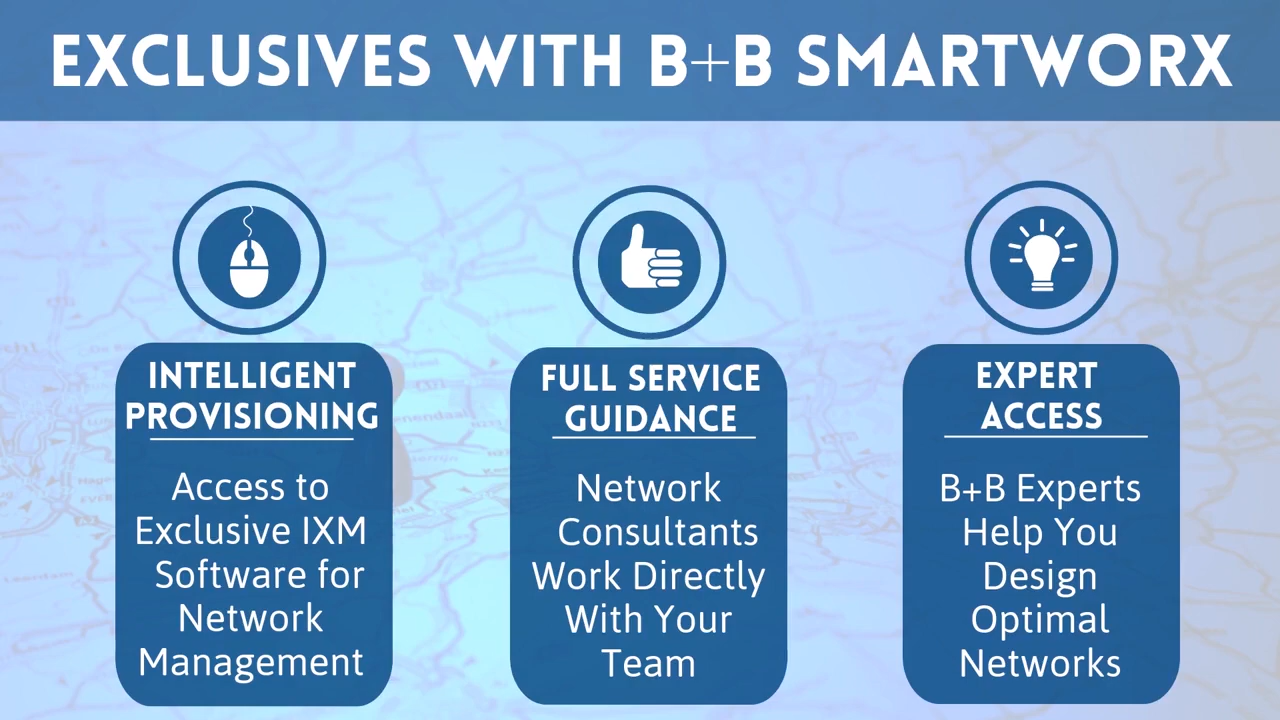 EXCLUSIVES WITH B+B SMARTWORX
INTELLIGENT
PROVISIONING
Access to
Exclusive IXM
Software for
Network
Management
FULL SERVICE
GUIDANCE
Network
Consultants
Work Directly
With Your
Team
EXPERT
ACCESS
B+B Experts
Help You
Design
Optimal
Networks